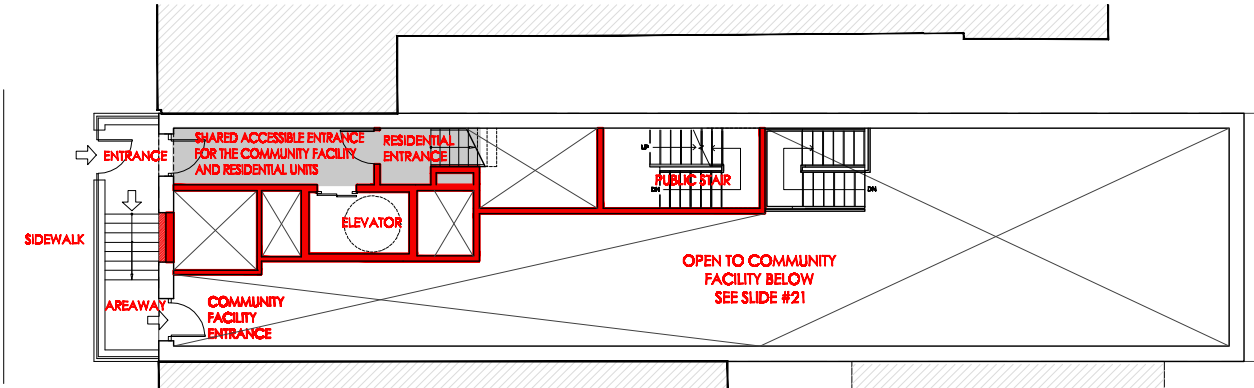 SHARED ACCESSIBLE ENTRANCE
FOR THE COMMUNITY FACILITY
AND RESIDENTIAL UNITS
RESIDENTIAL
ENTRANCE
ENTRANCE
UP
PUBLIC STAIR
DN
DN
ELEVATOR
SIDEWALK
OPEN TO COMMUNITY
FACILITY BELOW
SEE SLIDE #21
AREAWAY
COMMUNITY
FACILITY
ENTRANCE